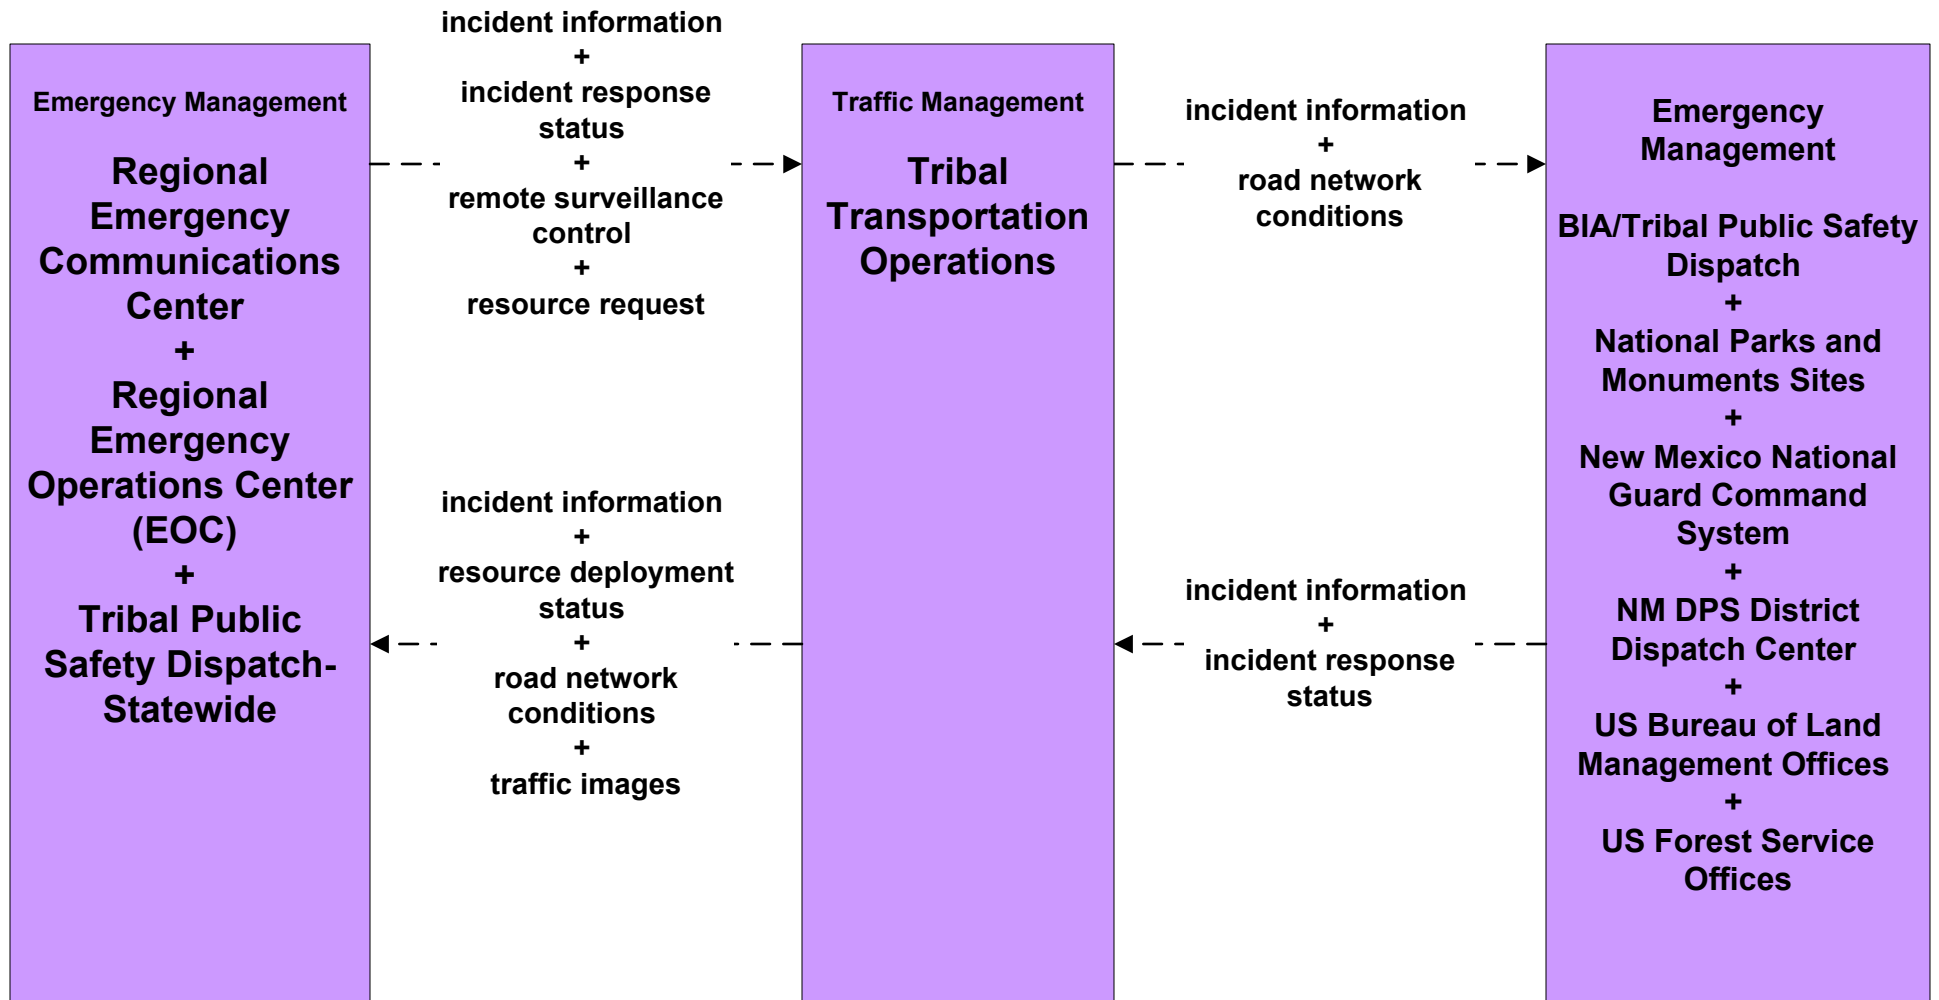 Emergency Management
Regional
Emergency
Communications
Center
+
Regional
Emergency
Operations Center
(EOC)
+
Tribal Public
Safety Dispatch-
Statewide
incident information
+
incident response
status
+
remote surveillance
control
+
resource request
incident information
+
resource deployment
status
+
road network
conditions
+
traffic images
Traffic Management
Tribal
Transportation
Operations
incident information
+
road network
conditions
incident information
+
incident response
status
Emergency
Management
BIA/Tribal Public Safety
Dispatch
+
National Parks and
Monuments Sites
+
New Mexico National
Guard Command
System
+
NM DPS District
Dispatch Center
+
US Bureau of Land
Management Offices
+
US Forest Service
Offices